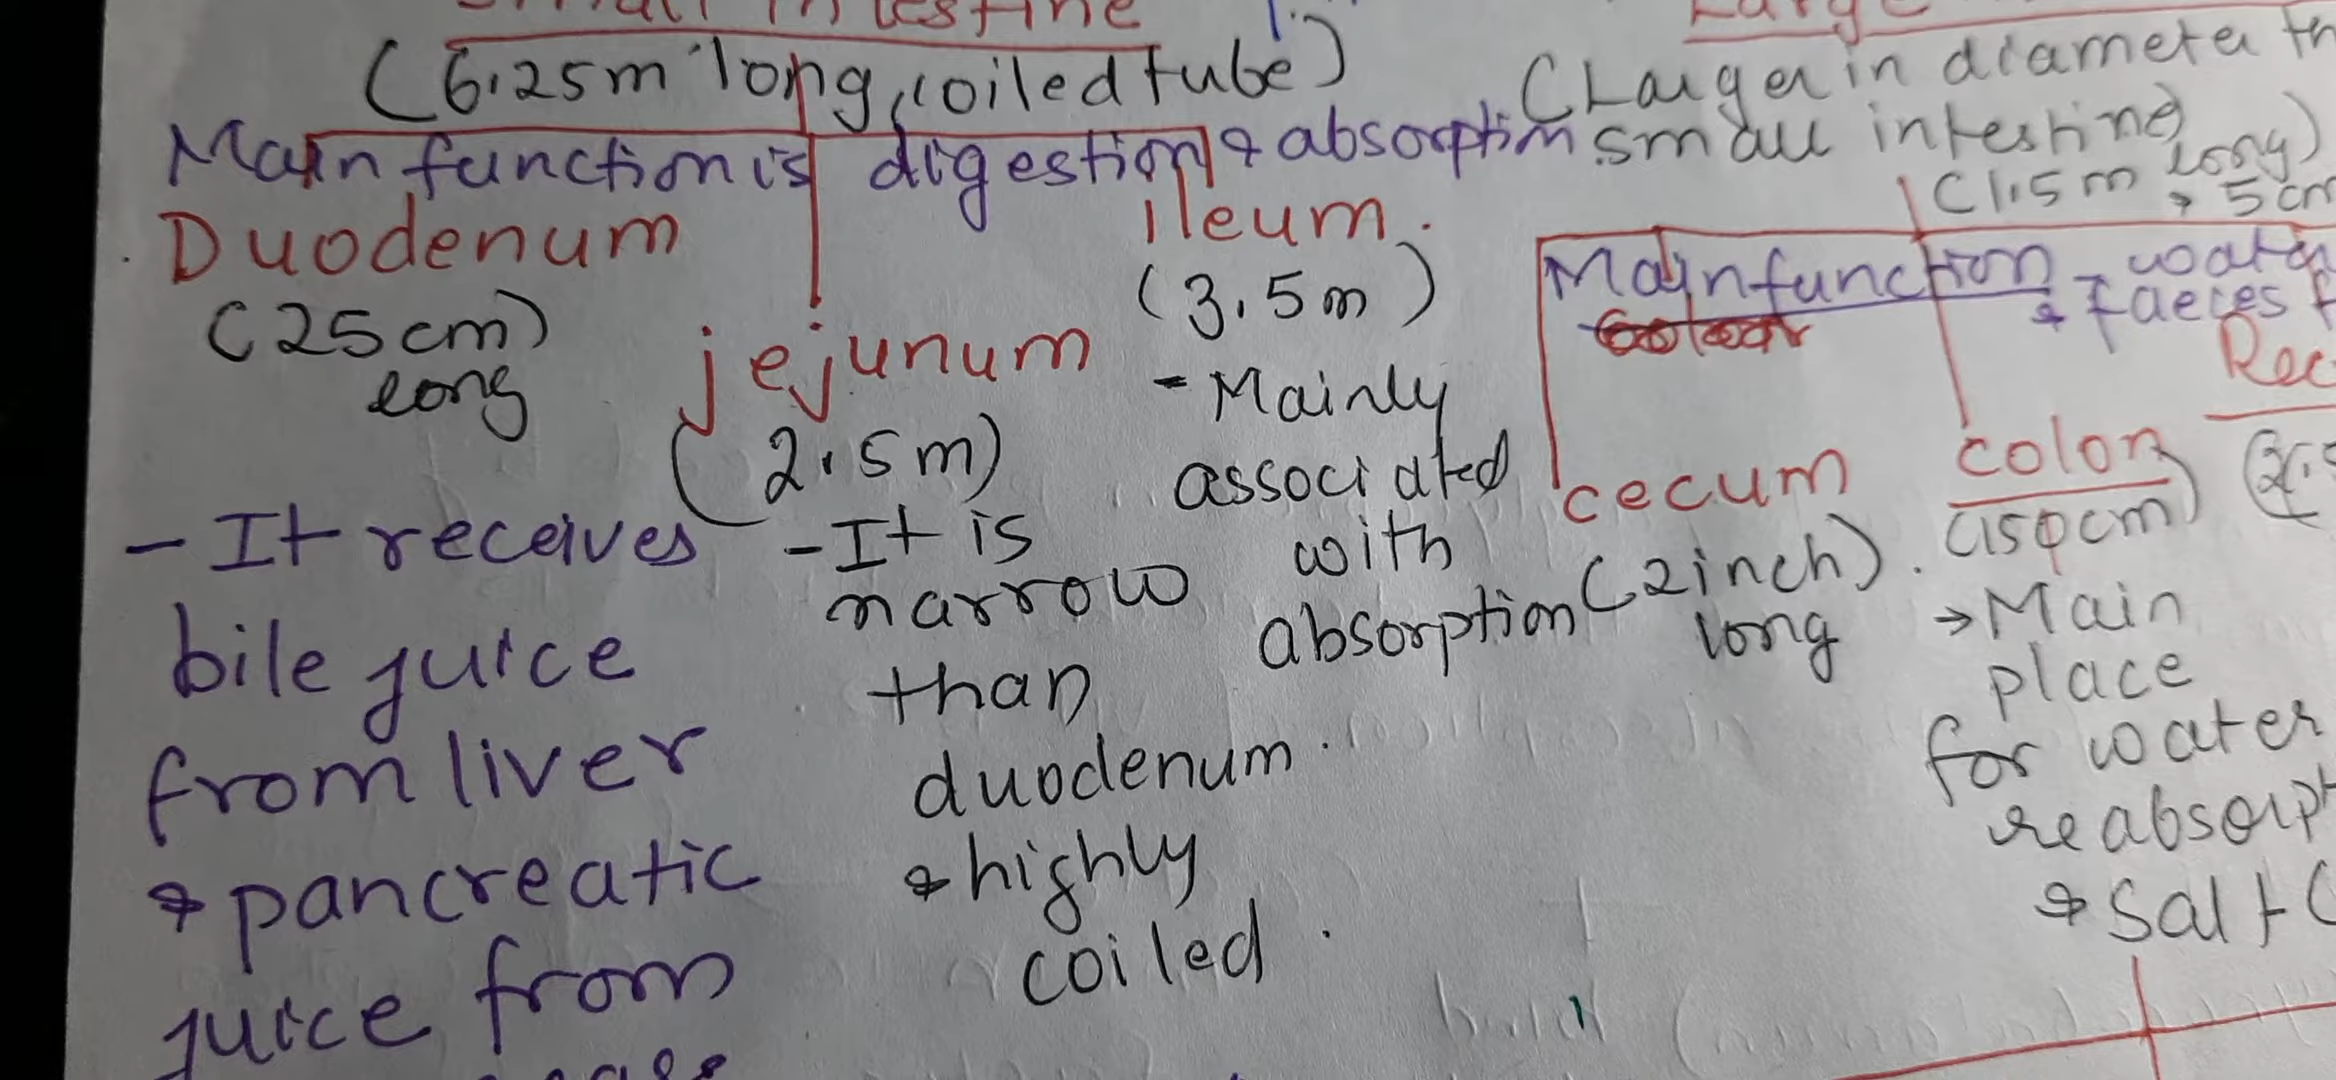 Small intestine
(6.25m long, coiled tube)
Main function is digestion & absorption
Duodenum
(25cm)
long
- It receives
bile juice
from liver
& pancreatic
juice from
jejunum
(2.5m)
- It is
narrow
than
duodenum.
& highly
coiled.
ileum.
(3.5m)
- Mainly
associated
with
absorption
(Larger in diameter
small intestine)
(1.5m long)
5cm
Main function - water
& faeces
cecum
(2inch).
long
colon
(150cm)
→ Main
place
for water
reabsorpt
& salt (